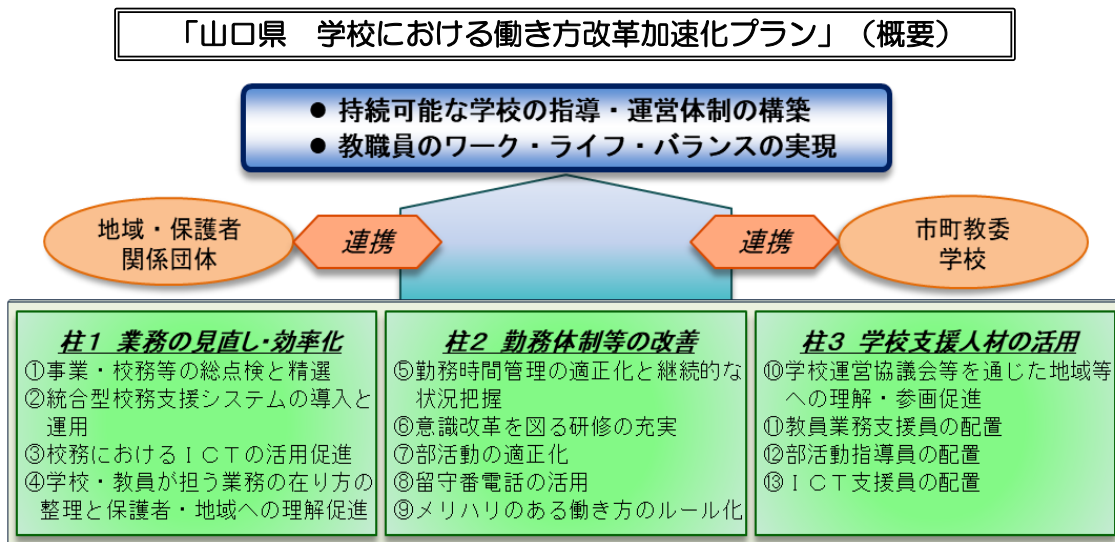 「山口県　学校における働き方改革加速化プラン」（概要）
● 持続可能な学校の指導・運営体制の構築
● 教職員のワーク・ライフ・バランスの実現
地域・保護者
関係団体
連携
連携
市町教委
学校
柱１ 業務の見直し・効率化
①事業・校務等の総点検と精選
②統合型校務支援システムの導入と
運用
③校務におけるＩＣＴの活用促進
④学校・教員が担う業務の在り方の
整理と保護者・地域への理解促進
柱２ 勤務体制等の改善
⑤勤務時間管理の適正化と継続的な
状況把握
⑥意識改革を図る研修の充実
⑦部活動の適正化
⑧留守番電話の活用
⑨メリハリのある働き方のルール化
柱３ 学校支援人材の活用
⑩学校運営協議会等を通じた地域等
への理解・参画促進
⑪教員業務支援員の配置
⑫部活動指導員の配置
⑬ＩＣＴ支援員の配置